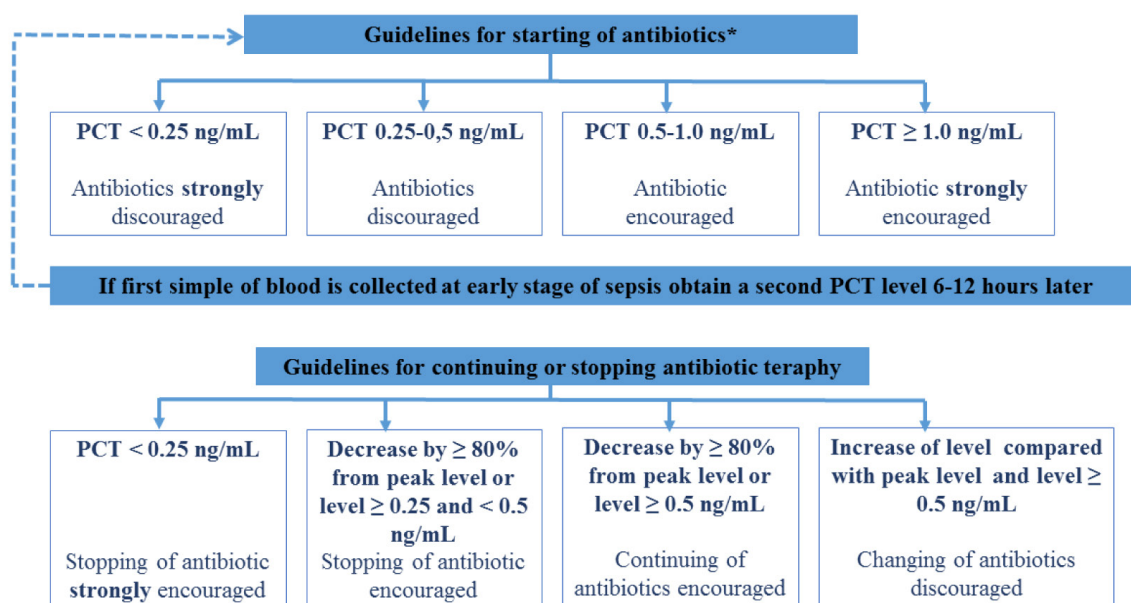 Guidelines for starting of antibiotics*
PCT < 0.25 ng/mL
Antibiotics strongly
discouraged
PCT 0.25-0,5 ng/mL
Antibiotics
discouraged
PCT 0.5-1.0 ng/mL
Antibiotic
encouraged
PCT ≥ 1.0 ng/mL
Antibiotic strongly
encouraged
If first simple of blood is collected at early stage of sepsis obtain a second PCT level 6-12 hours later
Guidelines for continuing or stopping antibiotic teraphy
PCT < 0.25 ng/mL
Stopping of antibiotic
strongly encouraged
Decrease by ≥ 80%
from peak level or
level ≥ 0.25 and < 0.5
ng/mL
Stopping of antibiotic
encouraged
Decrease by ≥ 80%
from peak level or
level ≥ 0.5 ng/mL
Continuing of
antibiotics encouraged
Increase of level compared
with peak level and level ≥
0.5 ng/mL
Changing of antibiotics
discouraged